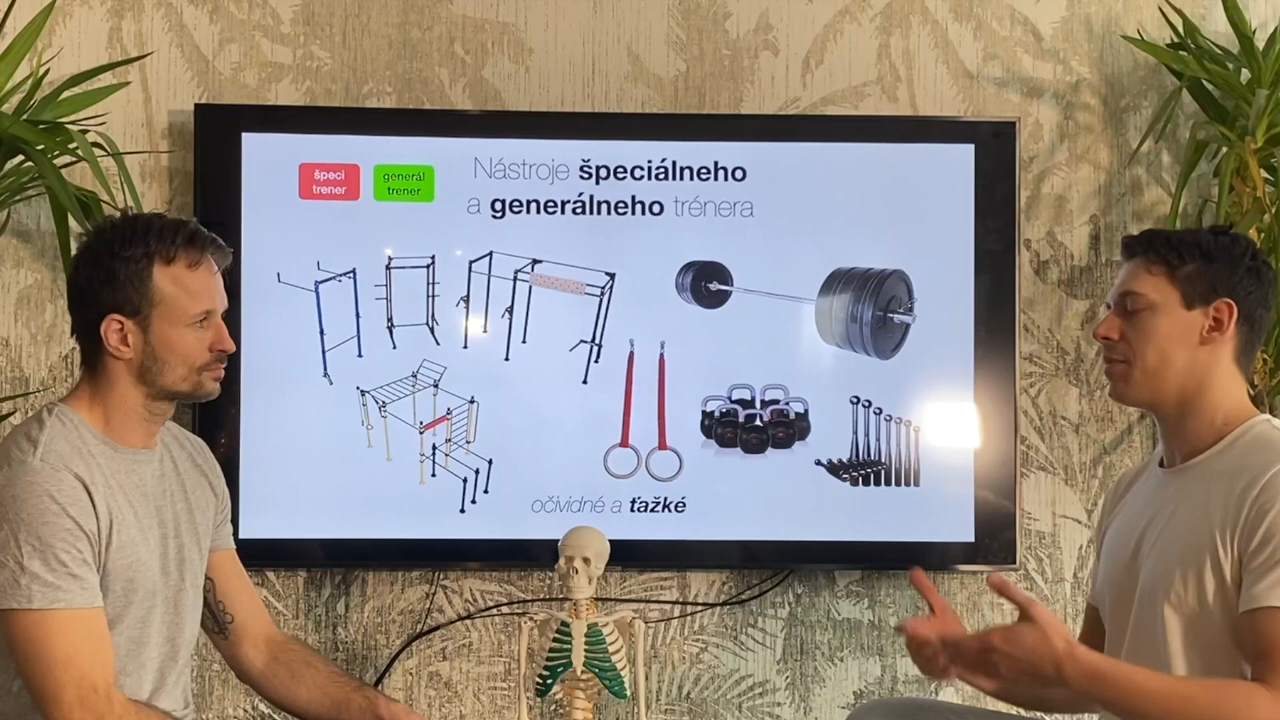 špeci
trener
generál
trener
Nástroje špeciálneho
a generálneho trénera
očividné a ťažké